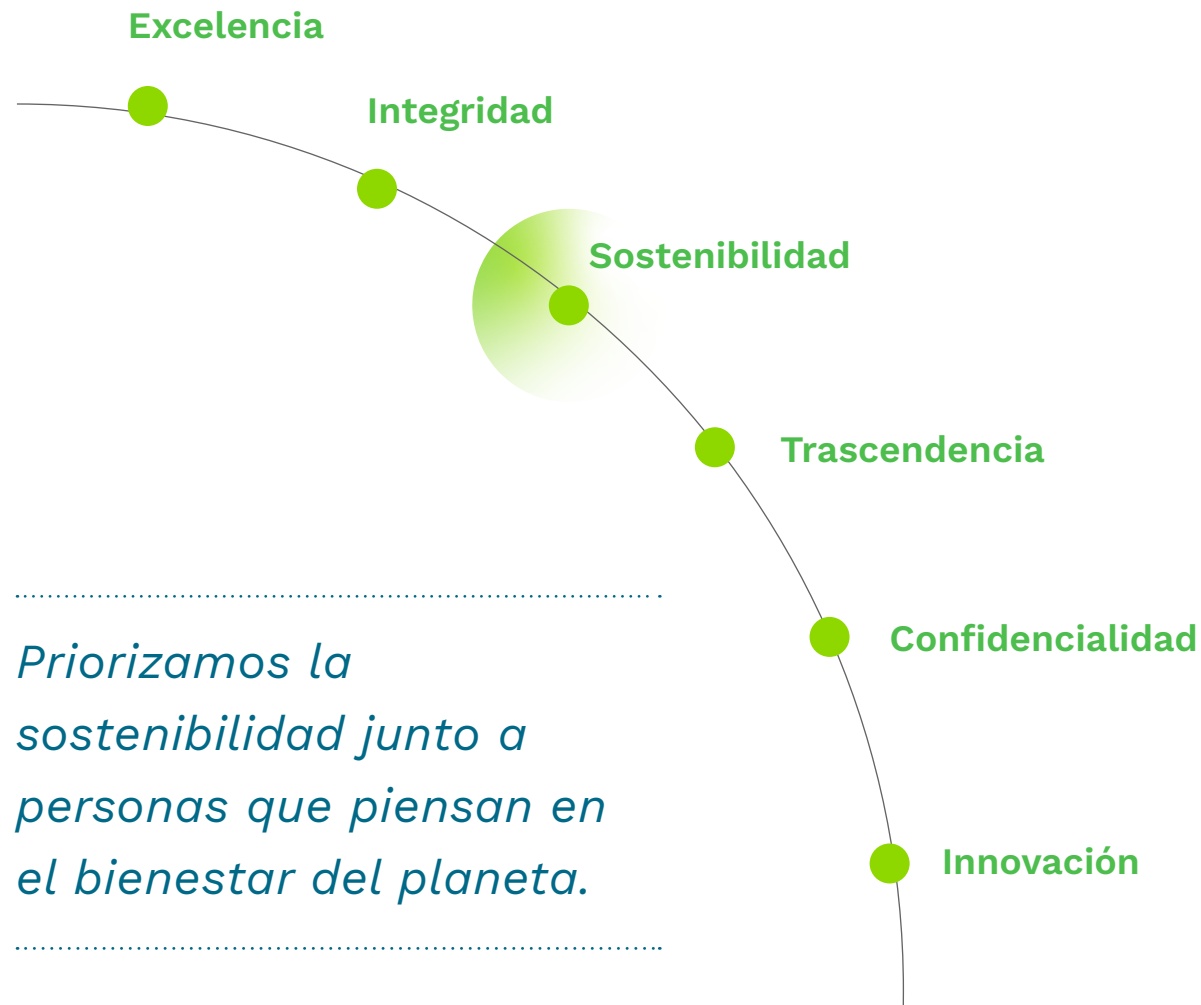 Excelencia
Integridad
Sostenibilidad
Trascendencia
Confidencialidad
Innovación
Priorizamos la
sostenibilidad junto a
personas que piensan en
el bienestar del planeta.